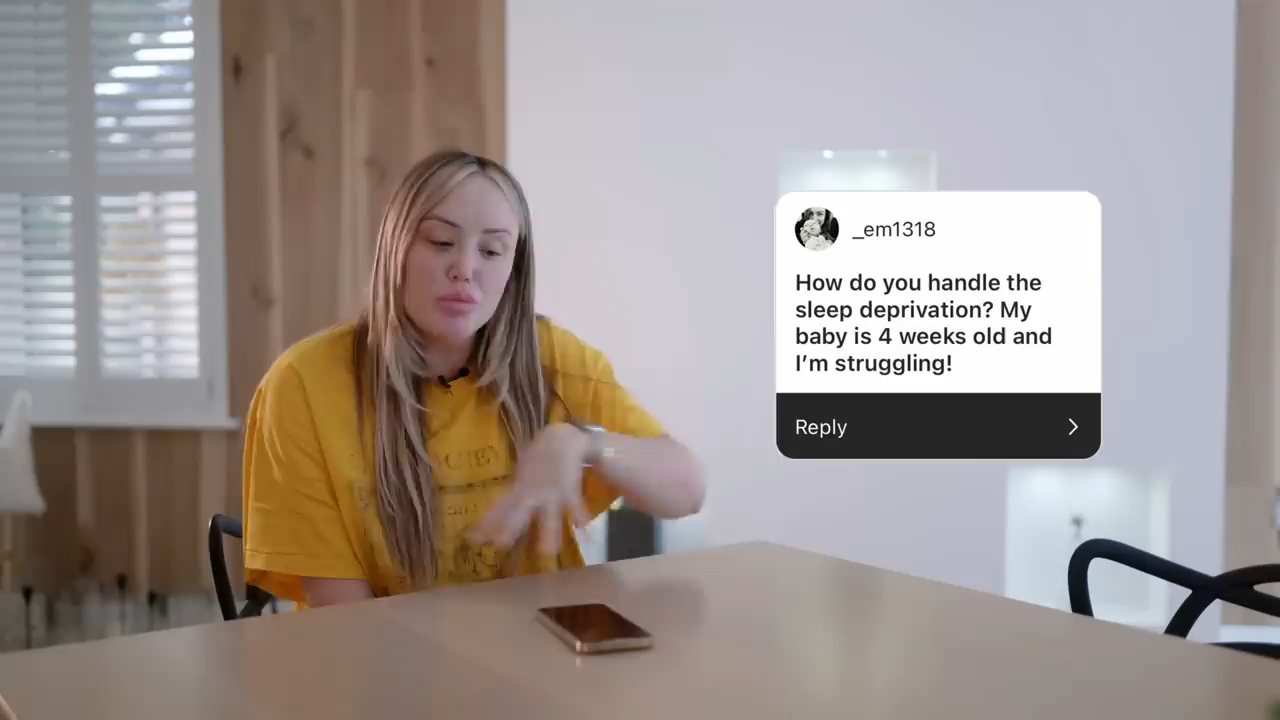 _em1318
How do you handle the
sleep deprivation? My
baby is 4 weeks old and
I’m struggling!
Reply